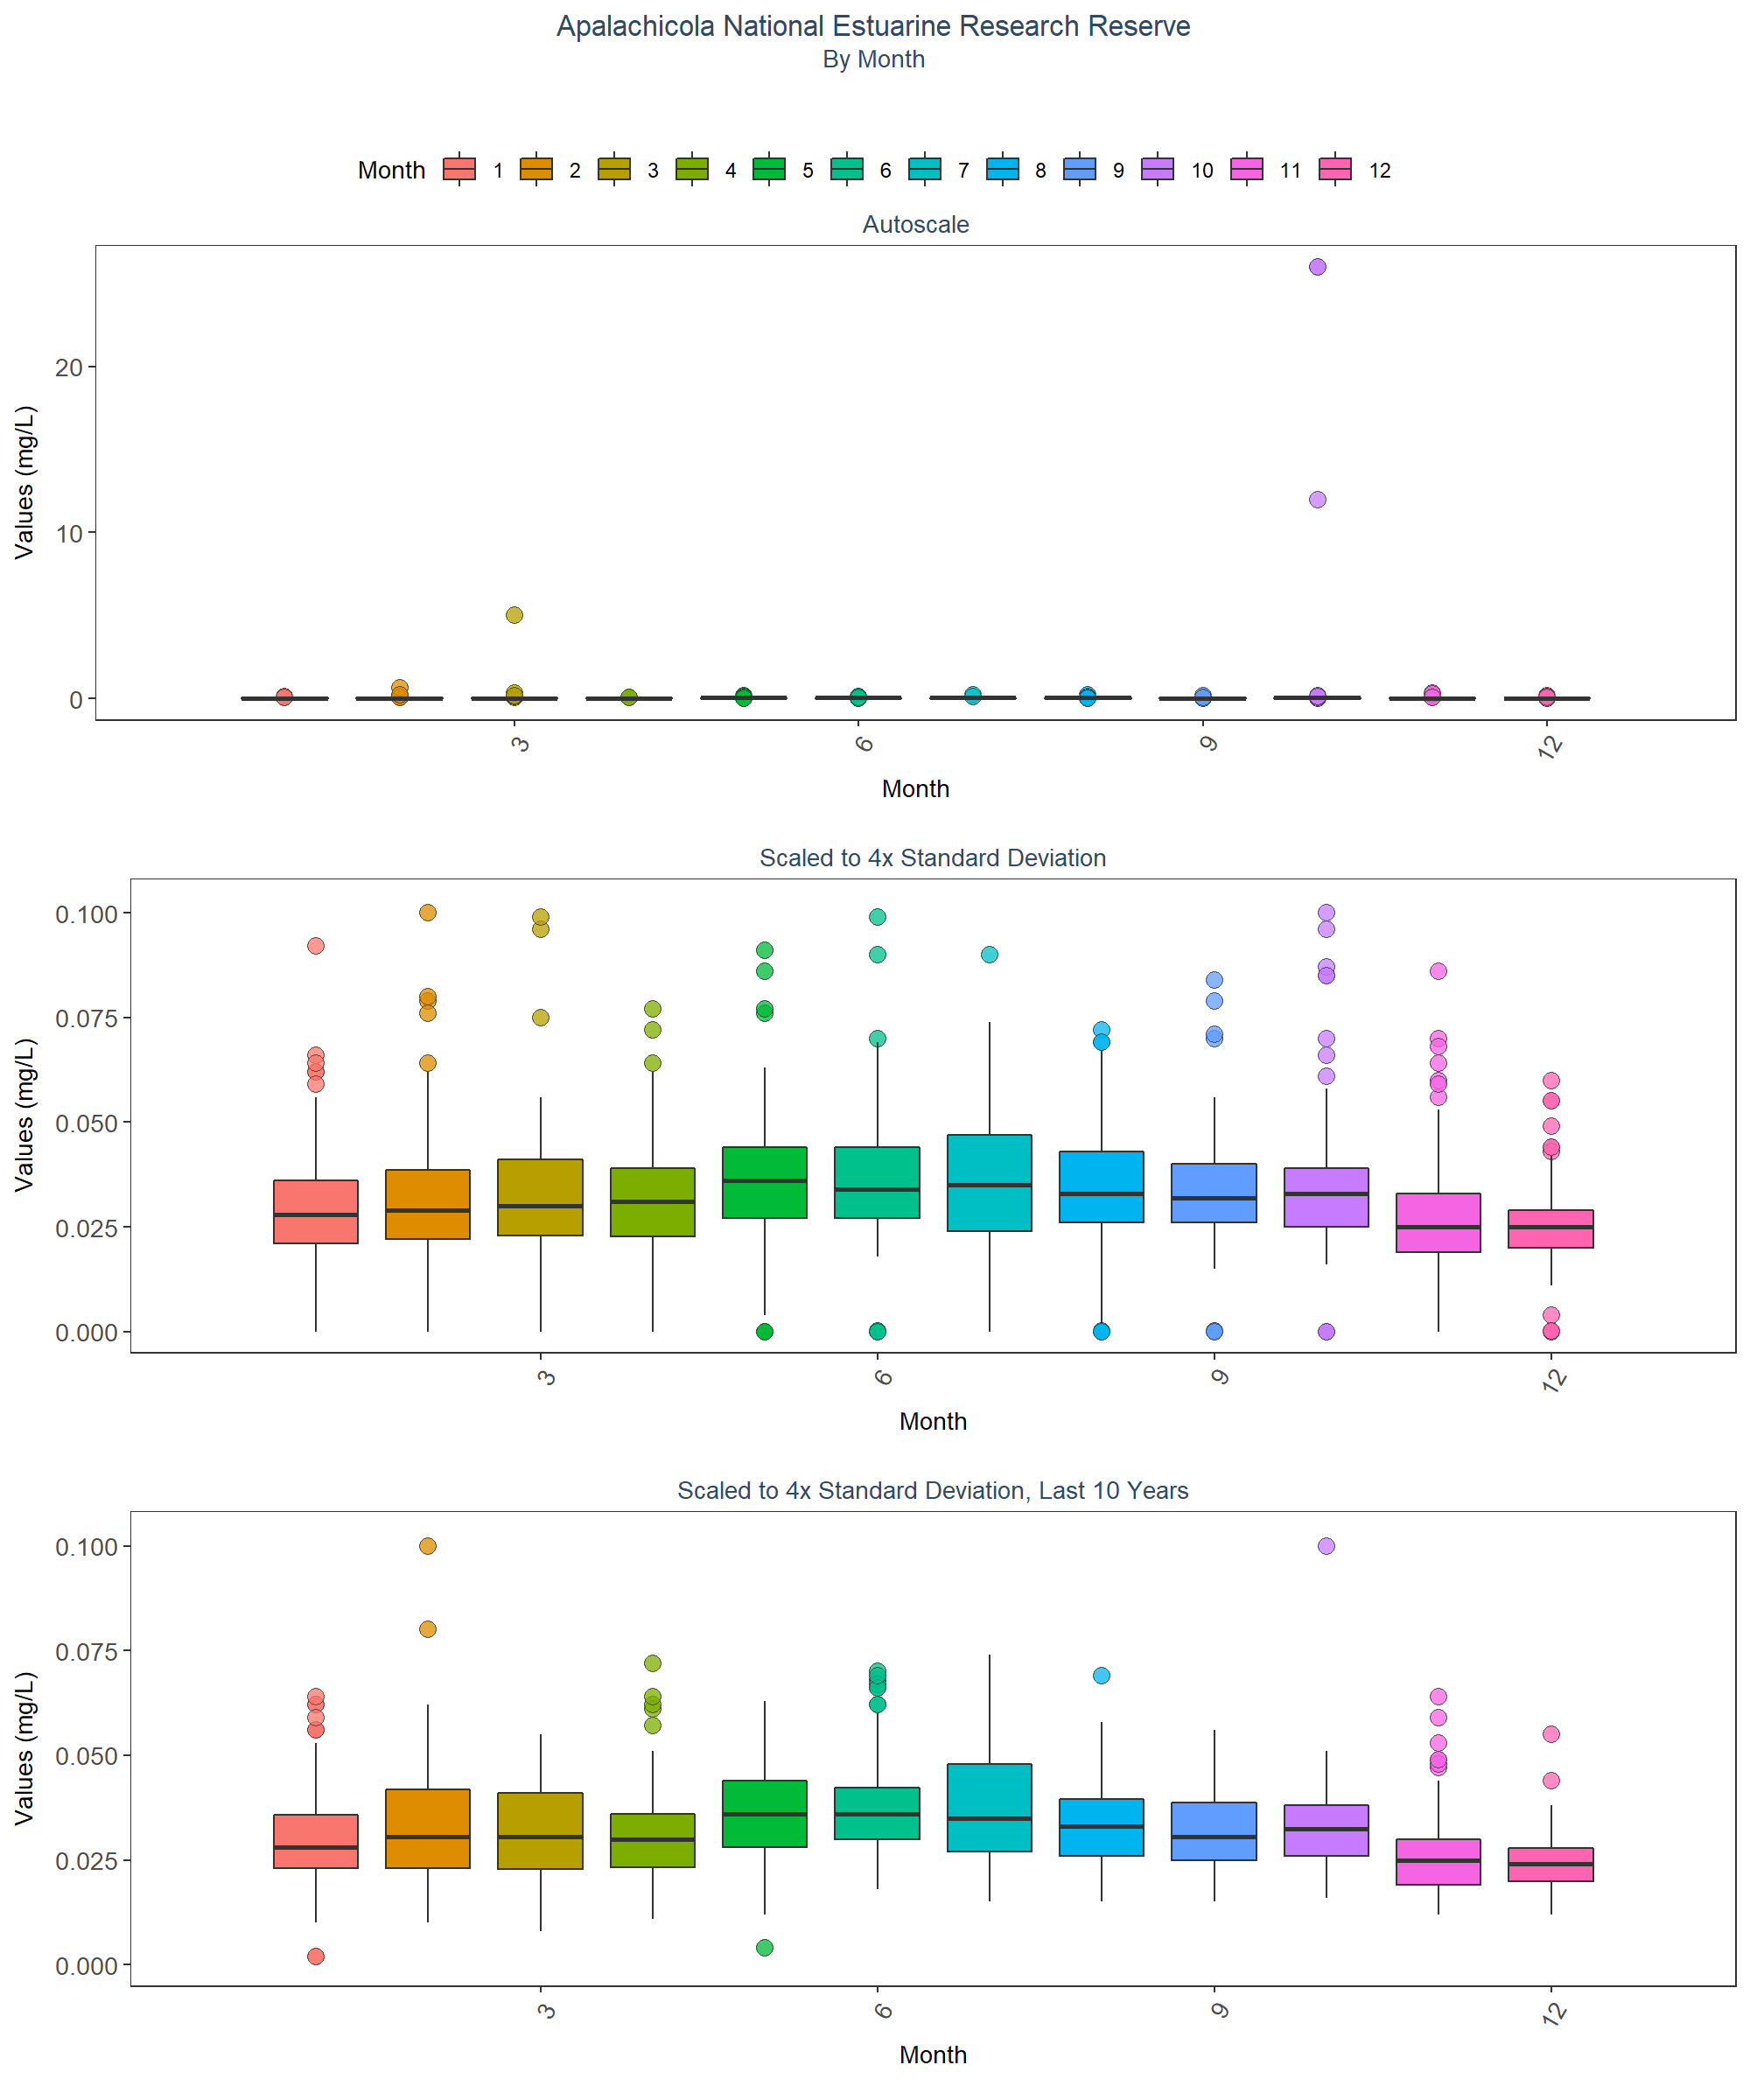 Apalachicola National Estuarine Research Reserve
By Month
Month 1 2 3 4 5 6 7 8 9 10 11 12
Autoscale
Values (mg/L)
20
10
0
3 6 9 12
Month
Scaled to 4x Standard Deviation
Values (mg/L)
0.100
0.075
0.050
0.025
0.000
3 6 9 12
Month
Scaled to 4x Standard Deviation, Last 10 Years
Values (mg/L)
0.100
0.075
0.050
0.025
0.000
3 6 9 12
Month